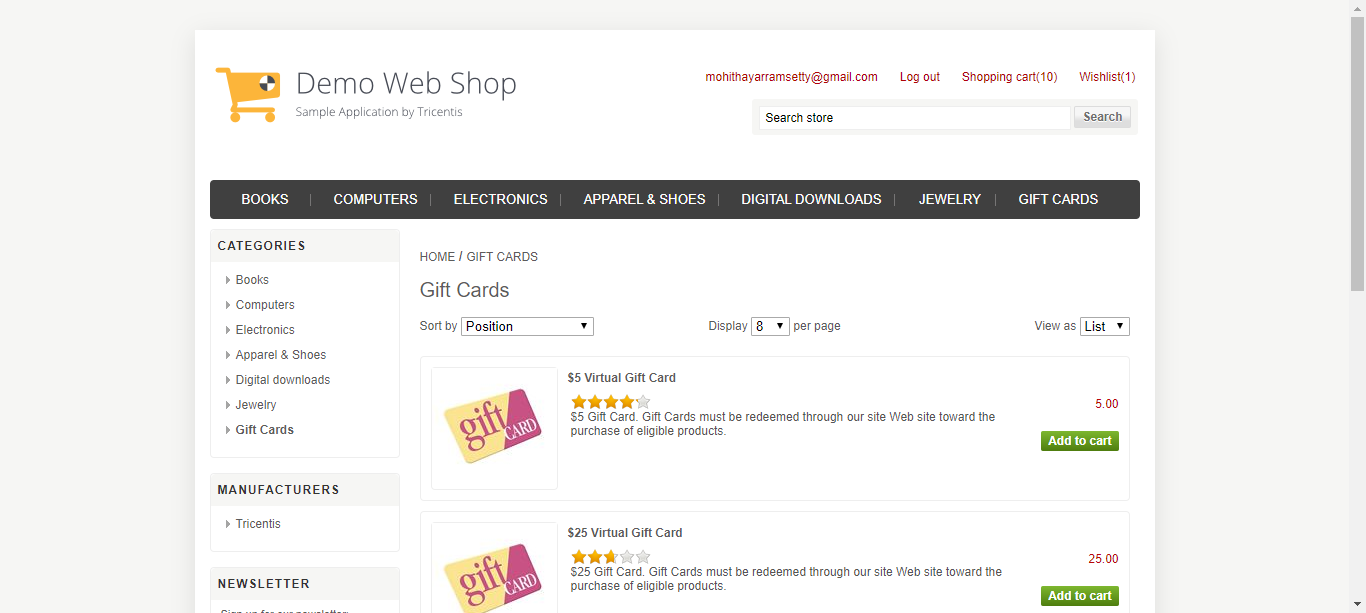 Demo Web Shop
Sample Application by Tricentis
mohithayarramsetty@gmail.com Log out Shopping cart(10) Wishlist(1)
Search store Search
BOOKS COMPUTERS ELECTRONICS APPAREL & SHOES DIGITAL DOWNLOADS JEWELRY GIFT CARDS
CATEGORIES
Books
Computers
Electronics
Apparel & Shoes
Digital downloads
Jewelry
Gift Cards
MANUFACTURERS
Tricentis
NEWSLETTER
Sign up for our newsletter:
HOME / GIFT CARDS
Gift Cards
Sort by Position Display 8 per page View as List
gift CARD
$5 Virtual Gift Card
$5 Gift Card. Gift Cards must be redeemed through our site Web site toward the
purchase of eligible products.
5.00
Add to cart
gift CARD
$25 Virtual Gift Card
$25 Gift Card. Gift Cards must be redeemed through our site Web site toward the
purchase of eligible products.
25.00
Add to cart